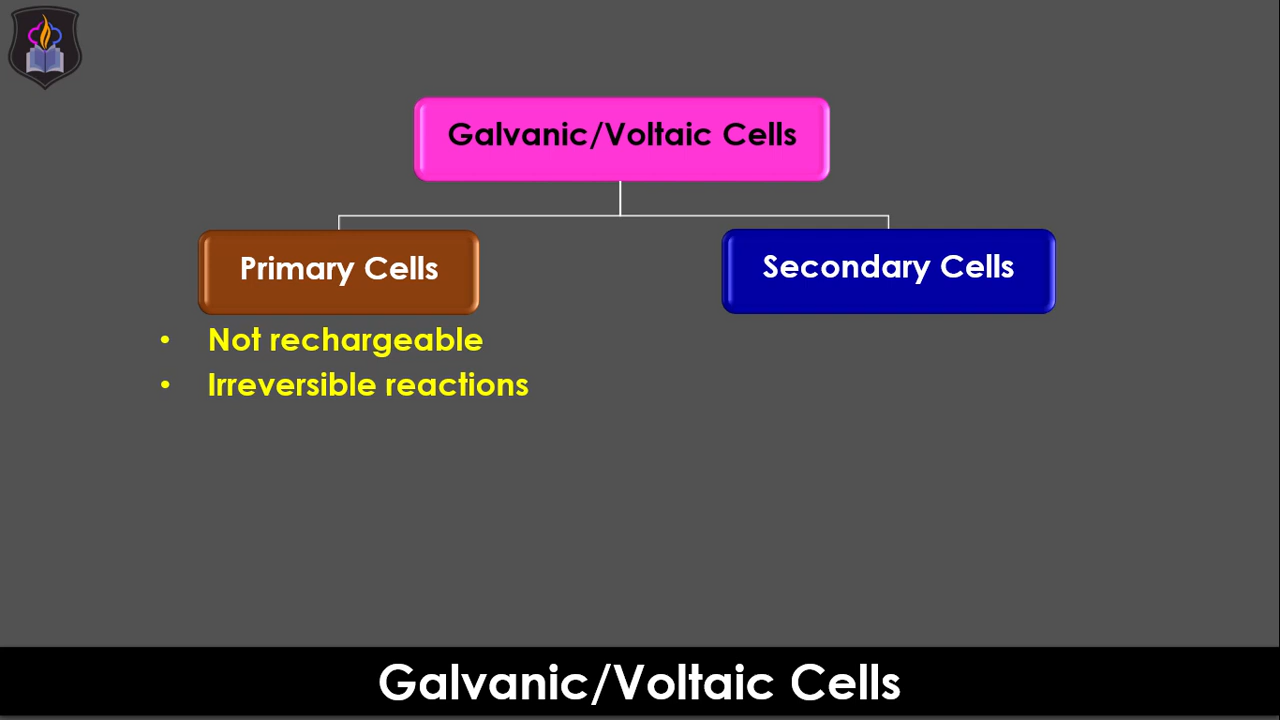 Galvanic/Voltaic Cells
Primary Cells
Secondary Cells
• Not rechargeable
• Irreversible reactions
Galvanic/Voltaic Cells